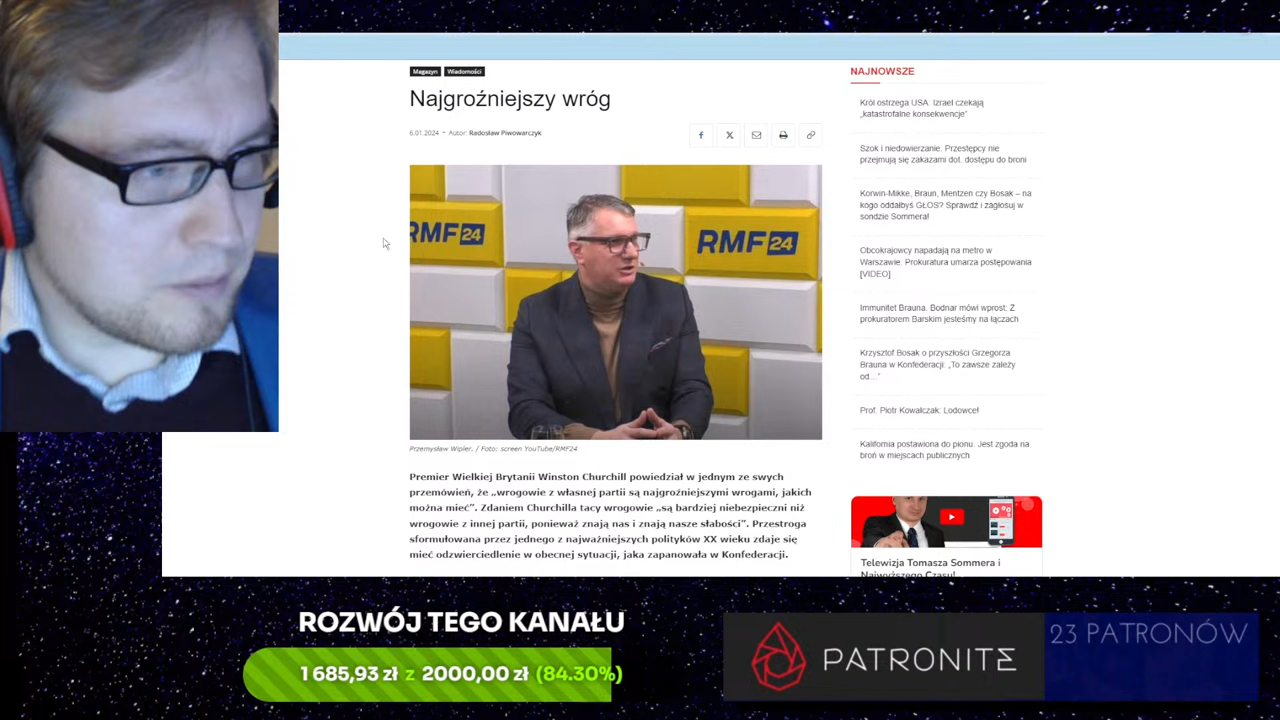 Magazyn Wiadomości
Najgroźniejszy wróg
6.01.2024 - Autor: Radosław Piwowarczyk
RMF24
RMF24
Przemysław Wipler. / Foto: screen YouTube/RMF24
Premier Wielkiej Brytanii Winston Churchill powiedział w jednym ze swych
przemówień, że „wrogowie z własnej partii są najgroźniejszymi wrogami, jakich
można mieć”. Zdaniem Churchilla tacy wrogowie „są bardziej niebezpieczni niż
wrogowie z innej partii, ponieważ znają nas i znają nasze słabości”. Przestroga
sformułowana przez jednego z najważniejszych polityków XX wieku zdaje się
mieć odzwierciedlenie w obecnej sytuacji, jaka zapanowała w Konfederacji.
NAJNOWSZE
Król ostrzega USA. Izrael czekają
„katastrofalne konsekwencje”
Szok i niedowierzanie. Przestępcy nie
przejmują się zakazami dot. dostępu do broni
Korwin-Mikke, Braun, Mentzen czy Bosak – na
kogo oddałbyś GŁOS? Sprawdź i zagłosuj w
sondzie Sommera!
Obcokrajowcy napadają na metro w
Warszawie. Prokuratura umarza postępowania
[VIDEO]
Immunitet Brauna. Bodnar mówi wprost: Z
prokuratorem Barskim jesteśmy na łączach
Krzysztof Bosak o przyszłości Grzegorza
Brauna w Konfederacji: „To zawsze zależy
od…”
Prof. Piotr Kowalczak: Lodowce!
Kalifornia postawiona do pionu. Jest zgoda na
broń w miejscach publicznych
Telewizja Tomasza Sommera i
Najwyższego Czasu!
ROZWÓJ TEGO KANAŁU
1 685,93 zł z 2000,00 zł (84.30%)
PATRONITE
23 PATRONÓW